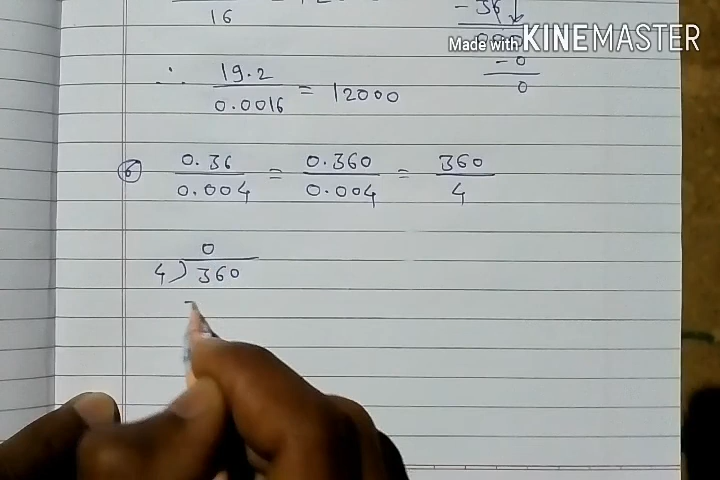 16
- 36
Made with KINEMASTER
- 0
0
∴ 19.2 / 0.0016 = 12000
6 0.36 / 0.004 = 0.360 / 0.004 = 360 / 4
0
4 ) 360